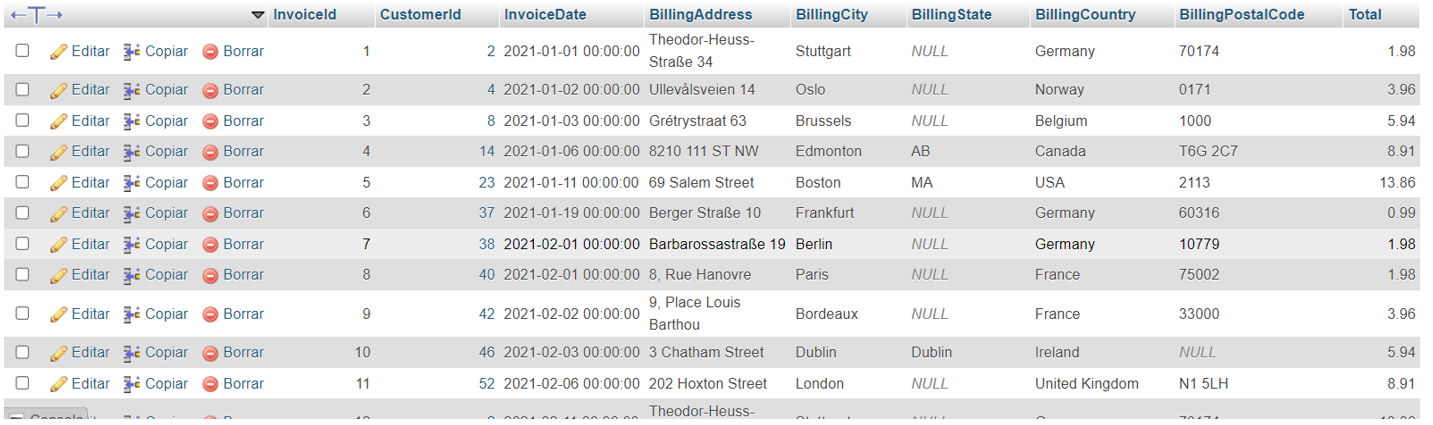 InvoiceId CustomerId InvoiceDate BillingAddress BillingCity BillingState BillingCountry BillingPostalCode Total
Editar Copiar Borrar 1 2 2021-01-01 00:00:00 Theodor-Heuss-Straße 34 Stuttgart NULL Germany 70174 1.98
Editar Copiar Borrar 2 4 2021-01-02 00:00:00 Ullevålsveien 14 Oslo NULL Norway 0171 3.96
Editar Copiar Borrar 3 8 2021-01-03 00:00:00 Grétrystraat 63 Brussels NULL Belgium 1000 5.94
Editar Copiar Borrar 4 14 2021-01-06 00:00:00 8210 111 ST NW Edmonton AB Canada T6G 2C7 8.91
Editar Copiar Borrar 5 23 2021-01-11 00:00:00 69 Salem Street Boston MA USA 2113 13.86
Editar Copiar Borrar 6 37 2021-01-19 00:00:00 Berger Straße 10 Frankfurt NULL Germany 60316 0.99
Editar Copiar Borrar 7 38 2021-02-01 00:00:00 Barbarossastraße 19 Berlin NULL Germany 10779 1.98
Editar Copiar Borrar 8 40 2021-02-01 00:00:00 8, Rue Hanovre Paris NULL France 75002 1.98
Editar Copiar Borrar 9 42 2021-02-02 00:00:00 9, Place Louis Barthou Bordeaux NULL France 33000 3.96
Editar Copiar Borrar 10 46 2021-02-03 00:00:00 3 Chatham Street Dublin Dublin Ireland NULL 5.94
Editar Copiar Borrar 11 52 2021-02-06 00:00:00 202 Hoxton Street London NULL United Kingdom N1 5LH 8.91
Theodor-Heuss-